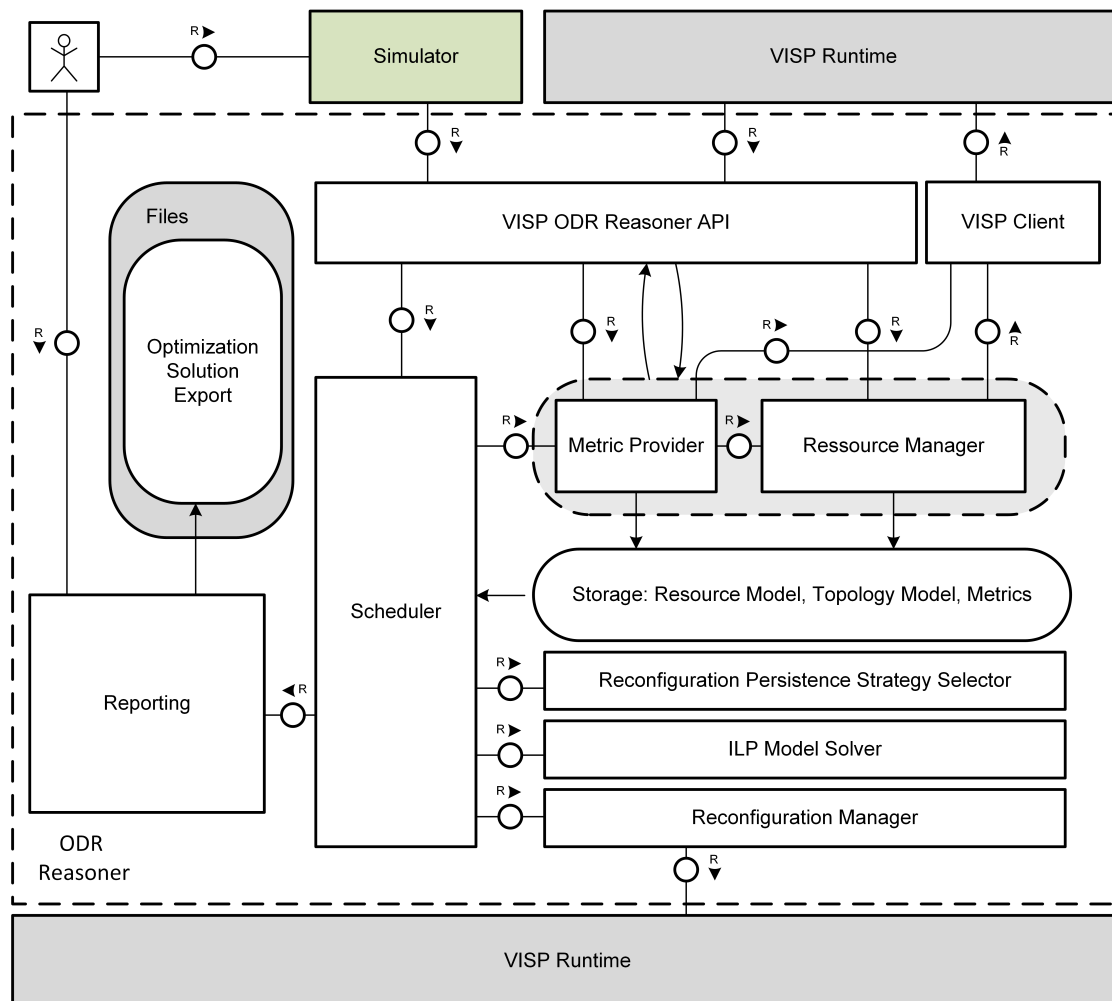 R
Simulator
VISP Runtime
R
R
R
Files
VISP ODR Reasoner API
VISP Client
R
R
R
R
R
R
Optimization
Solution
Export
R
R
Metric Provider
Ressource Manager
Scheduler
Storage: Resource Model, Topology Model, Metrics
R
Reconfiguration Persistence Strategy Selector
Reporting
R
R
ILP Model Solver
R
Reconfiguration Manager
ODR
Reasoner
R
VISP Runtime